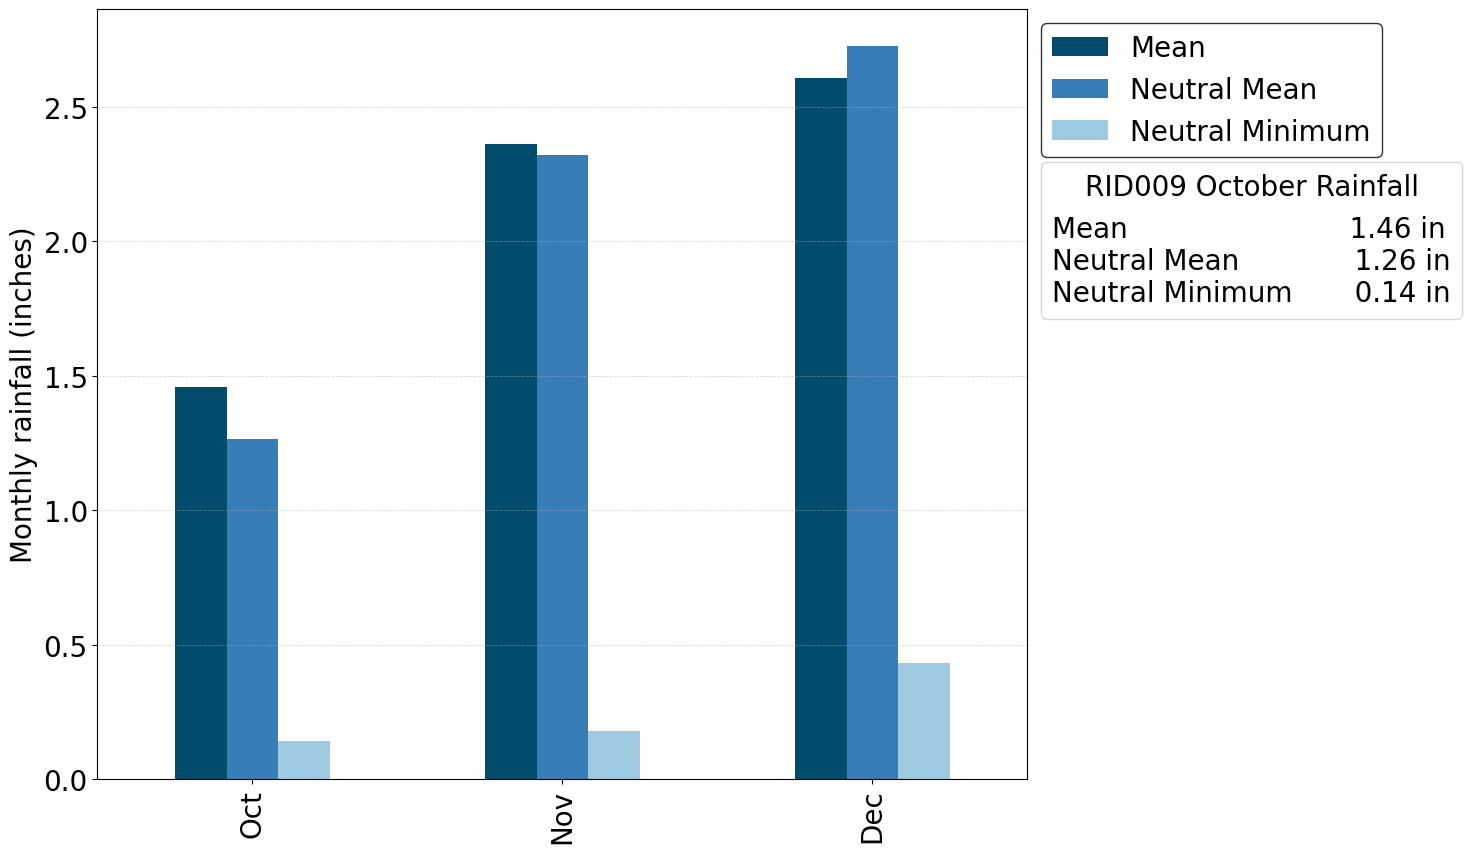 Monthly rainfall (inches)
2.5
2.0
1.5
1.0
0.5
0.0
Oct
Nov
Dec
Mean
Neutral Mean
Neutral Minimum
RID009 October Rainfall
Mean 1.46 in
Neutral Mean 1.26 in
Neutral Minimum 0.14 in